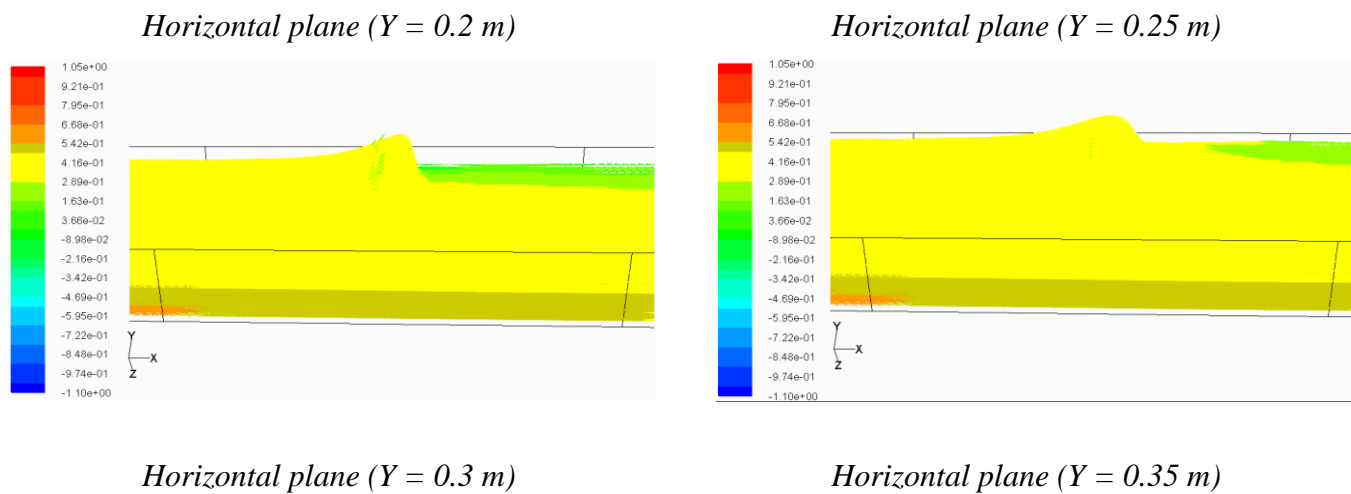 Horizontal plane (Y = 0.2 m)
Horizontal plane (Y = 0.25 m)
1.05e+00
9.21e-01
7.95e-01
6.68e-01
5.42e-01
4.16e-01
2.89e-01
1.63e-01
3.66e-02
-8.98e-02
-2.16e-01
-3.42e-01
-4.69e-01
-5.95e-01
-7.22e-01
-8.48e-01
-9.74e-01
-1.10e+00
Y
X
Z
1.05e+00
9.21e-01
7.95e-01
6.68e-01
5.42e-01
4.16e-01
2.89e-01
1.63e-01
3.66e-02
-8.98e-02
-2.16e-01
-3.42e-01
-4.69e-01
-5.95e-01
-7.22e-01
-8.48e-01
-9.74e-01
-1.10e+00
Y
X
Z
Horizontal plane (Y = 0.3 m)
Horizontal plane (Y = 0.35 m)